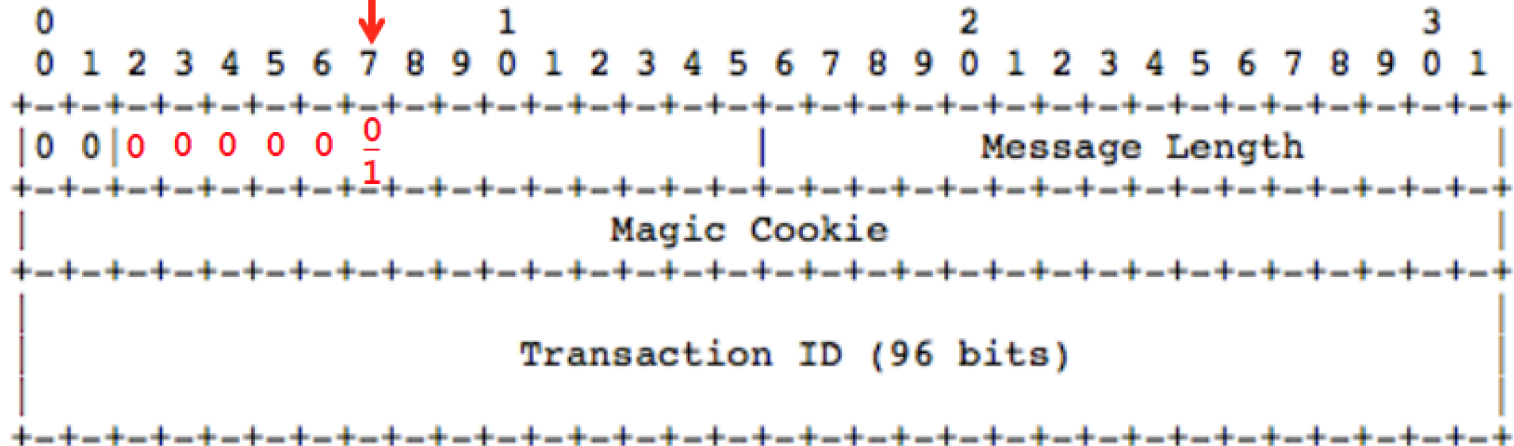 0 1 2 3
0 1 2 3 4 5 6 7 8 9 0 1 2 3 4 5 6 7 8 9 0 1 2 3 4 5 6 7 8 9 0 1
+-+-+-+-+-+-+-+-+-+-+-+-+-+-+-+-+-+-+-+-+-+-+-+-+-+-+-+-+-+-+-+-+
|0 0|0 0 0 0 0 0/1 | Message Length |
+-+-+-+-+-+-+-+-+-+-+-+-+-+-+-+-+-+-+-+-+-+-+-+-+-+-+-+-+-+-+-+-+
| Magic Cookie |
+-+-+-+-+-+-+-+-+-+-+-+-+-+-+-+-+-+-+-+-+-+-+-+-+-+-+-+-+-+-+-+-+
| |
| Transaction ID (96 bits) |
| |
+-+-+-+-+-+-+-+-+-+-+-+-+-+-+-+-+-+-+-+-+-+-+-+-+-+-+-+-+-+-+-+-+